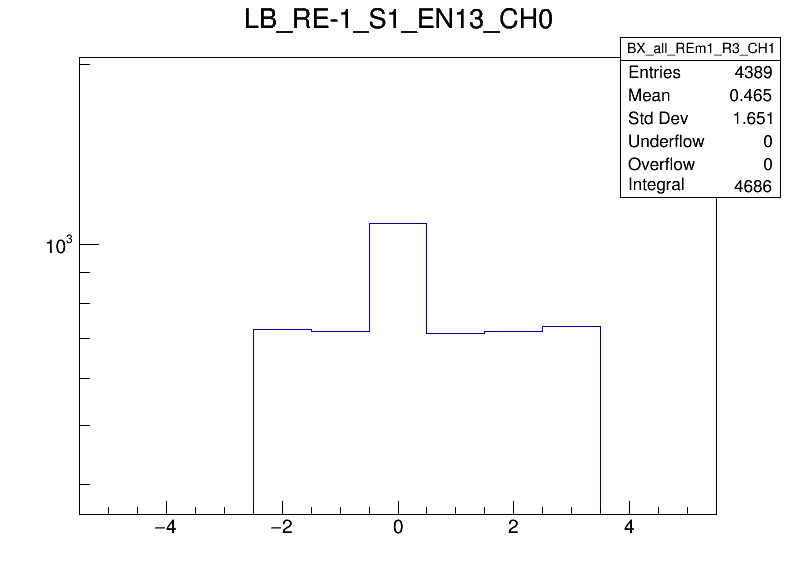 LB_RE-1_S1_EN13_CH0
BX_all_REm1_R3_CH1
Entries 4389
Mean 0.465
Std Dev 1.651
Underflow 0
Overflow 0
Integral 4686
10³
−4 −2 0 2 4